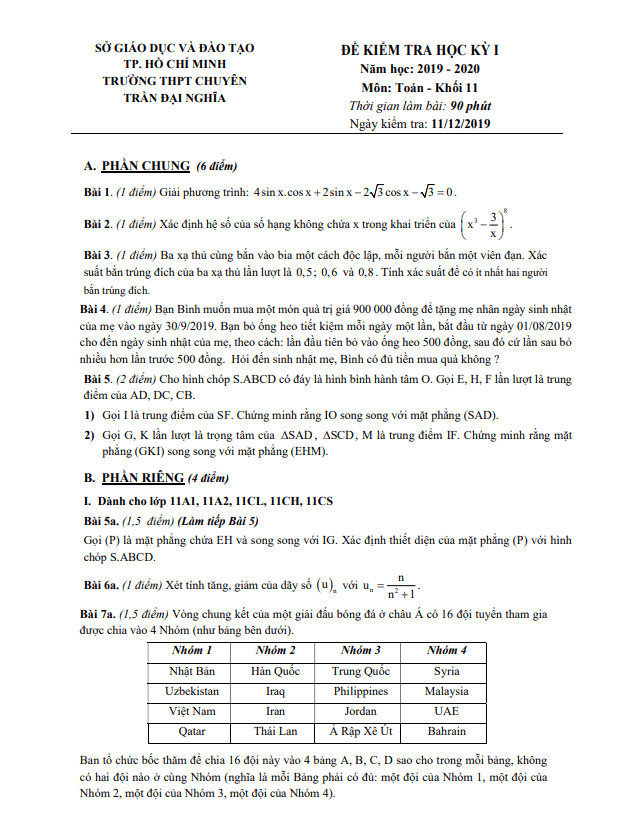 SỞ GIÁO DỤC VÀ ĐÀO TẠO
TP. HỒ CHÍ MINH
TRƯỜNG THPT CHUYÊN
TRẦN ĐẠI NGHĨA
ĐỀ KIỂM TRA HỌC KỲ I
Năm học: 2019 - 2020
Môn: Toán - Khối 11
Thời gian làm bài: 90 phút
Ngày kiểm tra: 11/12/2019
A. PHẦN CHUNG (6 điểm)
Bài 1. (1 điểm) Giải phương trình: 4 sin x.cos x + 2 sin x − 2√3 cos x − √3 = 0 .
Bài 2. (1 điểm) Xác định hệ số của số hạng không chứa x trong khai triển của (x³ − 3/x)⁸ .
Bài 3. (1 điểm) Ba xạ thủ cùng bắn vào bia một cách độc lập, mỗi người bắn một viên đạn. Xác
suất bắn trúng đích của ba xạ thủ lần lượt là 0,5; 0,6 và 0,8. Tính xác suất để có ít nhất hai người
bắn trúng đích.
Bài 4. (1 điểm) Bạn Bình muốn mua một món quà trị giá 900 000 đồng để tặng mẹ nhân ngày sinh nhật
của mẹ vào ngày 30/9/2019. Bạn bỏ ống heo tiết kiệm mỗi ngày một lần, bắt đầu từ ngày 01/08/2019
cho đến ngày sinh nhật của mẹ, theo cách: lần đầu tiên bỏ vào ống heo 500 đồng, sau đó cứ lần sau bỏ
nhiều hơn lần trước 500 đồng. Hỏi đến sinh nhật mẹ, Bình có đủ tiền mua quà không ?
Bài 5. (2 điểm) Cho hình chóp S.ABCD có đáy là hình bình hành tâm O. Gọi E, H, F lần lượt là trung
điểm của AD, DC, CB.
1) Gọi I là trung điểm của SF. Chứng minh rằng IO song song với mặt phẳng (SAD).
2) Gọi G, K lần lượt là trọng tâm của ΔSAD, ΔSCD, M là trung điểm IF. Chứng minh rằng mặt
phẳng (GKI) song song với mặt phẳng (EHM).
B. PHẦN RIÊNG (4 điểm)
I. Dành cho lớp 11A1, 11A2, 11CL, 11CH, 11CS
Bài 5a. (1,5 điểm) (Làm tiếp Bài 5)
Gọi (P) là mặt phẳng chứa EH và song song với IG. Xác định thiết diện của mặt phẳng (P) với hình
chóp S.ABCD.
Bài 6a. (1 điểm) Xét tính tăng, giảm của dãy số (u)ₙ với uₙ = n/(n² + 1) .
Bài 7a. (1,5 điểm) Vòng chung kết của một giải đấu bóng đá ở châu Á có 16 đội tuyển tham gia
được chia vào 4 Nhóm (như bảng bên dưới).
Nhóm 1 Nhóm 2 Nhóm 3 Nhóm 4
Nhật Bản Hàn Quốc Trung Quốc Syria
Uzbekistan Iraq Philippines Malaysia
Việt Nam Iran Jordan UAE
Qatar Thái Lan Ả Rập Xê Út Bahrain
Ban tổ chức bốc thăm để chia 16 đội này vào 4 bảng A, B, C, D sao cho trong mỗi bảng, không
có hai đội nào ở cùng Nhóm (nghĩa là mỗi Bảng phải có đủ: một đội của Nhóm 1, một đội của
Nhóm 2, một đội của Nhóm 3, một đội của Nhóm 4).